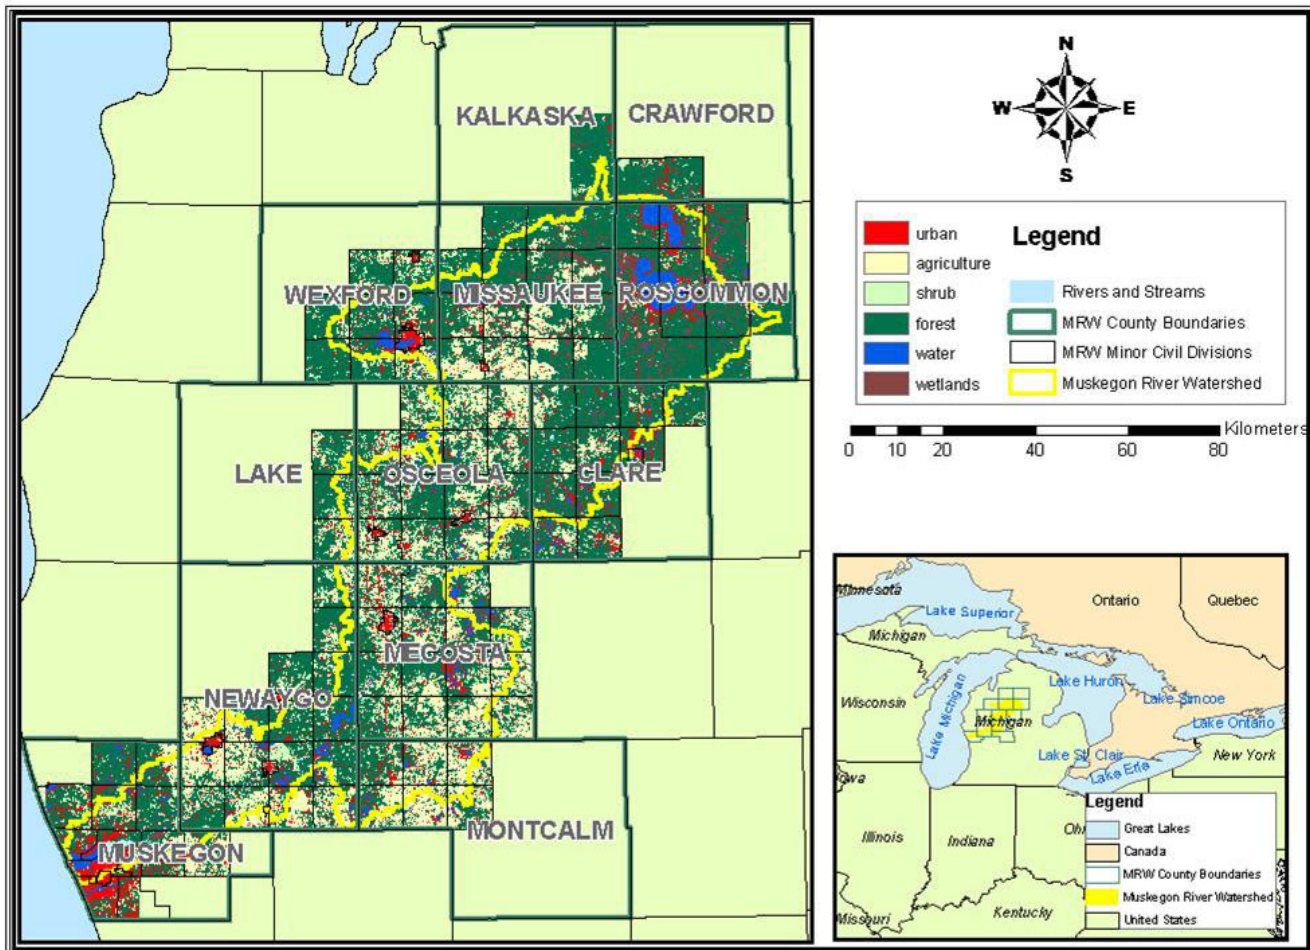 KALKASKA
CRAWFORD
WEXFORD
MISSAUKEE
ROSCOMMON
LAKE
OSCEOLA
CLARE
MECOSTA
NEWAYGO
MONTCALM
MUSKEGON
N
W
E
S
Legend
urban
agriculture
shrub
forest
water
wetlands
Rivers and Streams
MRW County Boundaries
MRW Minor Civil Divisions
Muskegon River Watershed
Kilometers
0 10 20 40 60 80
Minnesota
Ontario
Quebec
Lake Superior
Michigan
Wisconsin
Lake Michigan
Michigan
Lake Huron
Lake Simcoe
Lake Ontario
Lake St. Clair
New York
Lake Erie
Iowa
Illinois
Indiana
Ohi
Missouri
Kentucky
Legend
Great Lakes
Canada
MRW County Boundaries
Muskegon River Watershed
United States